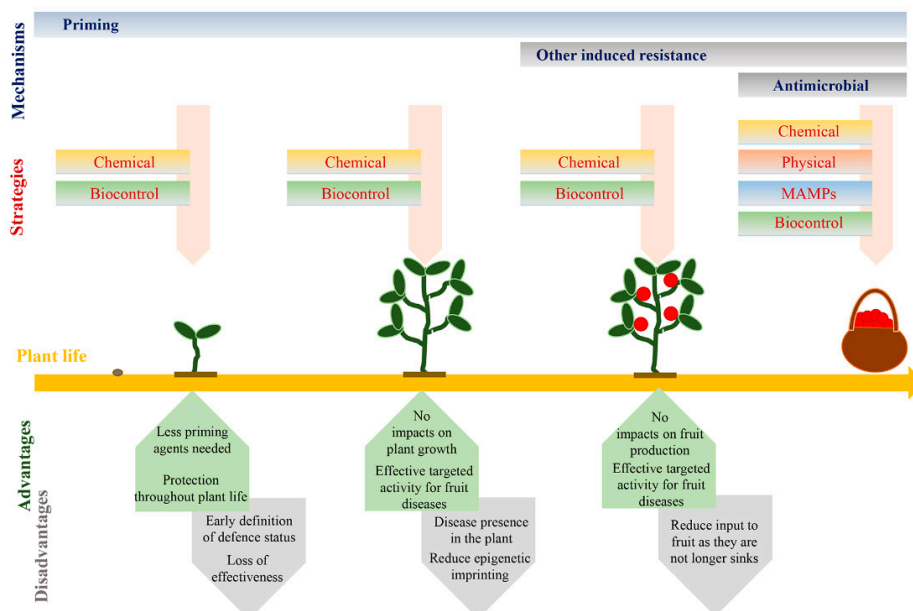 Mechanisms
Priming
Other induced resistance
Antimicrobial
Strategies
Chemical
Biocontrol
Chemical
Biocontrol
Chemical
Biocontrol
Chemical
Physical
MAMPs
Biocontrol
Plant life
Advantages
Less priming
agents needed
Protection
throughout plant life
No
impacts on
plant growth
Effective targeted
activity for fruit
diseases
No
impacts on fruit
production
Effective targeted
activity for fruit
diseases
Disadvantages
Early definition
of defence status
Loss of
effectiveness
Disease presence
in the plant
Reduce epigenetic
imprinting
Reduce input to
fruit as they are
not longer sinks